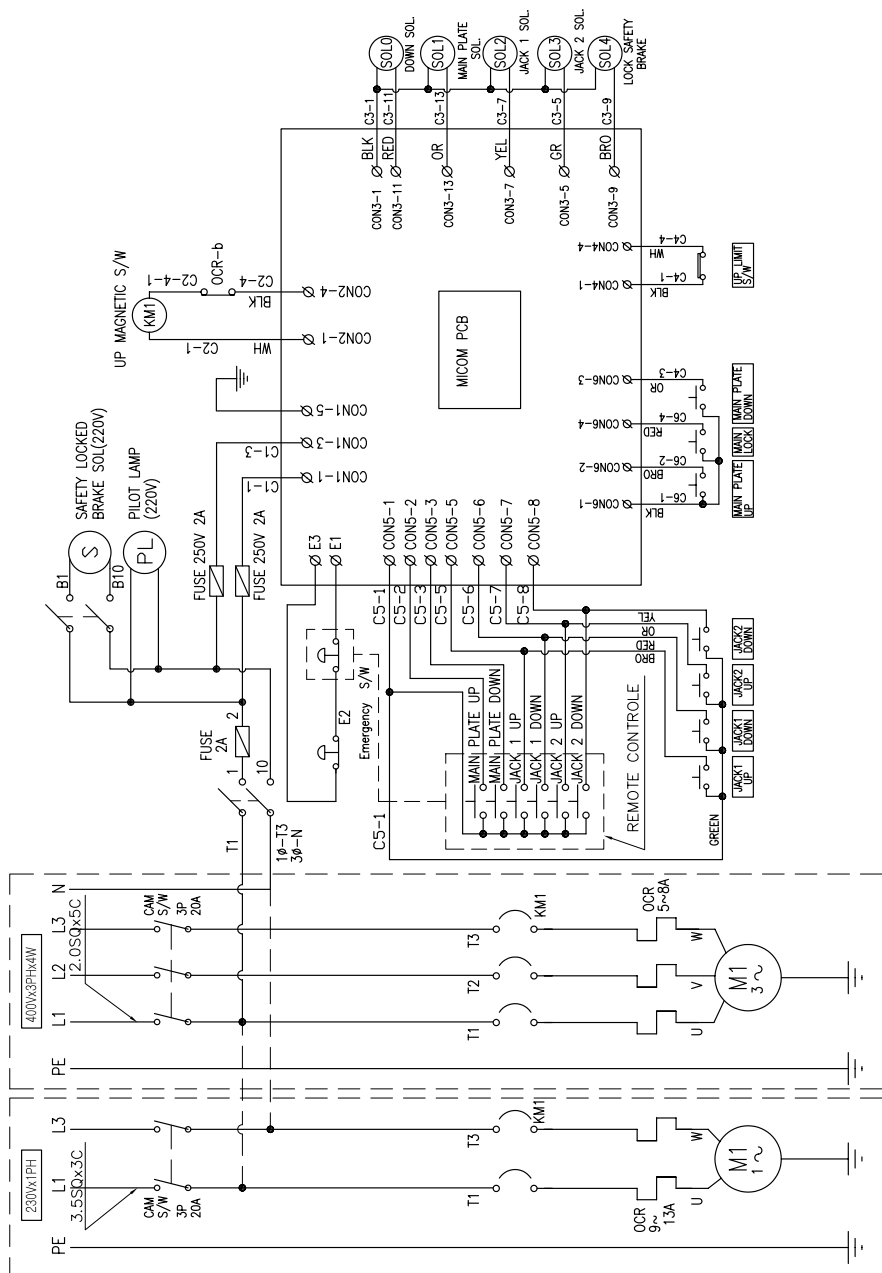 SOL0
DOWN SOL.
SOL1
MAIN PLATE
SOL.
SOL2
JACK 1 SOL.
SOL3
JACK 2 SOL.
SOL4
LOCK SAFETY
BRAKE
C3-1
C3-11
C3-13
C3-7
C3-5
C3-9
BLK
RED
OR
YEL
GR
BRO
CON3-1
CON3-11
CON3-13
CON3-7
CON3-5
CON3-9
UP MAGNETIC S/W
KM1
C2-4-1
OCR-b
C2-4
BLK
C2-1
WH
CON2-4
CON2-1
CON1-5
CON1-3
CON1-1
C1-3
C1-1
MICOM PCB
CON4-4
CON4-1
C4-4
WH
C4-1
BLK
UP LIMIT
S/W
CON6-3
CON6-4
CON6-2
CON6-1
C4-3
OR
C6-4
RED
C6-2
BRO
C6-1
BLK
MAIN PLATE
DOWN
MAIN
LOCK
MAIN PLATE
UP
SAFETY LOCKED
BRAKE SOL(220V)
S
PILOT LAMP
(220V)
PL
B1
B10
FUSE 250V 2A
FUSE 250V 2A
E3
E1
CON5-1
CON5-2
CON5-3
CON5-5
CON5-6
CON5-7
CON5-8
C5-1
C5-2
C5-3
C5-5
C5-6
C5-7
C5-8
FUSE
2A
2
1
10
T1
1Ø-T3
3Ø-N
Emergency
S/W
E2
C5-1
MAIN PLATE UP
MAIN PLATE DOWN
JACK 1 UP
JACK 1 DOWN
JACK 2 UP
JACK 2 DOWN
REMOTE CONTROLE
YEL
OR
RED
BRO
GREEN
JACK2
DOWN
JACK2
UP
JACK1
DOWN
JACK1
UP
400Vx3PHx4W
2.0SQx5C
N
L3
L2
L1
PE
CAM
S/W
3P
20A
T3
T2
T1
KM1
OCR
5~8A
W
V
U
M1
3~
230Vx1PH
3.5SQx3C
L3
L1
PE
CAM
S/W
3P
20A
T3
T1
KM1
OCR
9~
13A
W
U
M1
1~